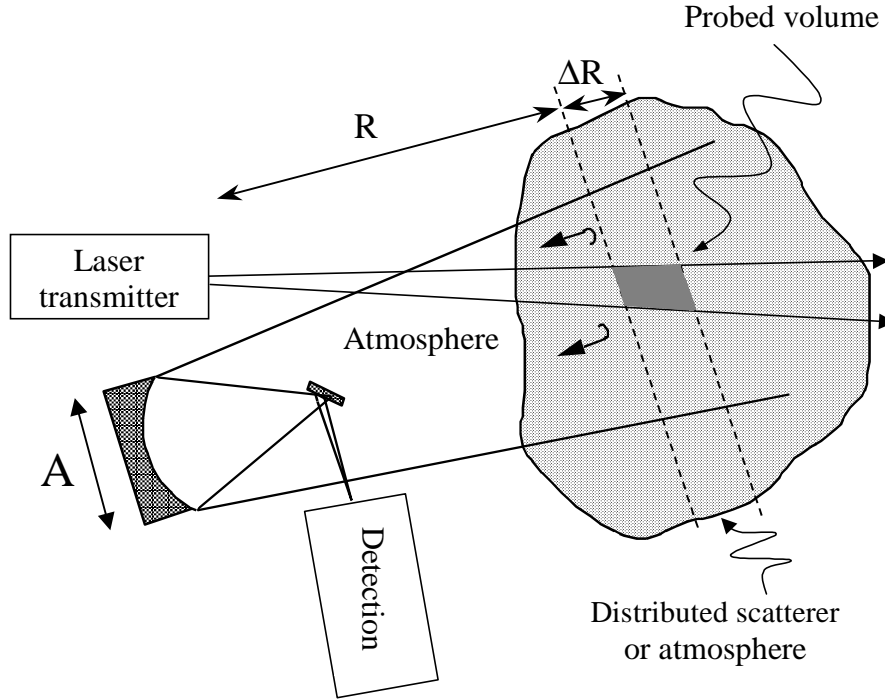 Probed volume
ΔR
R
Laser
transmitter
Atmosphere
A
Detection
Distributed scatterer
or atmosphere